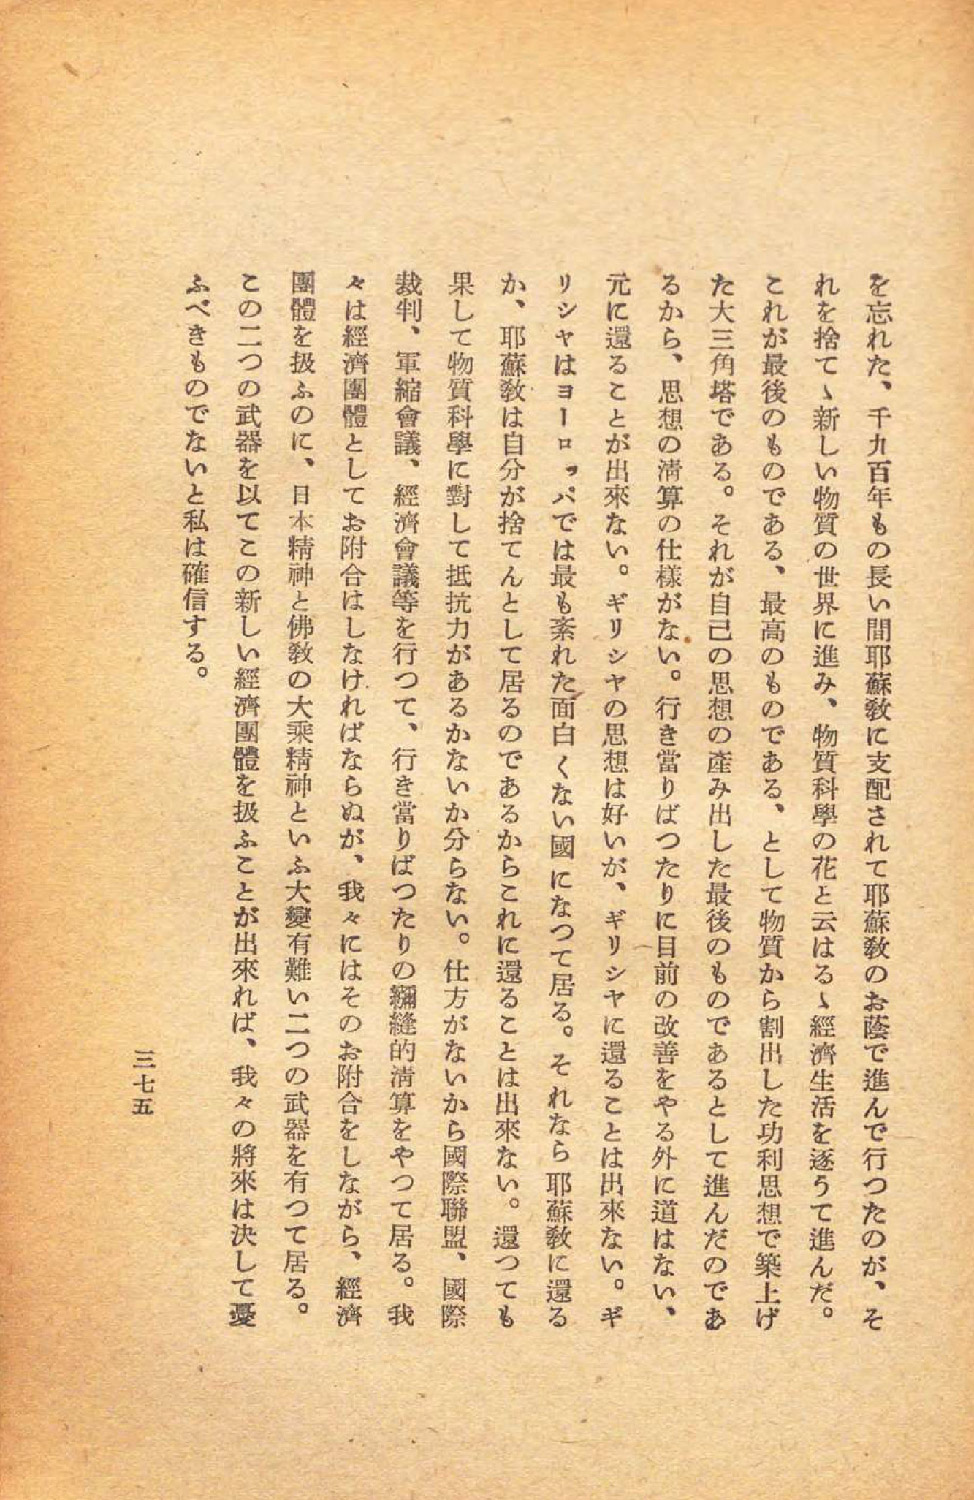 を忘れた、千九百年もの長い間耶蘇敎に支配されて耶蘇敎のお蔭で進んで行つたのが、そ
れを捨てゝ新しい物質の世界に進み、物質科學の花と云はるゝ經濟生活を逐うて進んだ。
これが最後のものである、最高のものである、として物質から割出した功利思想で築上げ
た大三角塔である。それが自己の思想の產み出した最後のものであるとして進んだのであ
るから、思想の淸算の仕樣がない。行き當りばつたりに目前の改善をやる外に道はない、
元に還ることが出來ない。ギリシヤの思想は好いが、ギリシヤに還ることは出來ない。ギ
リシヤはヨーロッパでは最も紊れた面白くない國になつて居る。それなら耶蘇敎に還る
か、耶蘇敎は自分が捨てんとして居るのであるからこれに還ることは出來ない。還つても
果して物質科學に對して抵抗力があるかないか分らない。仕方がないから國際聯盟、國際
裁判、軍縮會議、經濟會議等を行つて、行き當りばつたりの彌縫的淸算をやつて居る。我
々は經濟團體としてお附合はしなければならぬが、我々にはそのお附合をしながら、經濟
團體を扱ふのに、日本精神と佛敎の大乘精神といふ大變有難い二つの武器を有つて居る。
この二つの武器を以てこの新しい經濟團體を扱ふことが出來れば、我々の將來は決して憂
ふべきものでないと私は確信する。
三七五